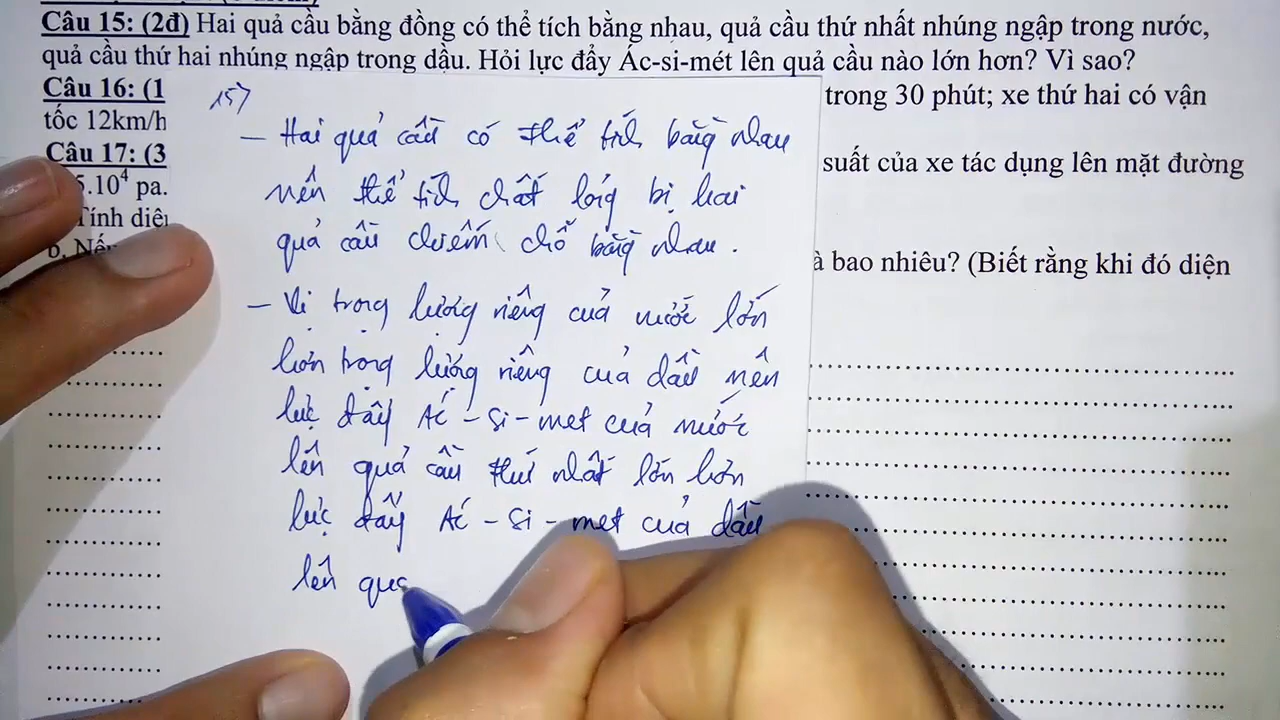 Câu 15: (2đ) Hai quả cầu bằng đồng có thể tích bằng nhau, quả cầu thứ nhất nhúng ngập trong nước,
quả cầu thứ hai nhúng ngập trong dầu. Hỏi lực đẩy Ác-si-mét lên quả cầu nào lớn hơn? Vì sao?
Câu 16: (1
trong 30 phút; xe thứ hai có vận
tốc 12km/h
Câu 17: (3
suất của xe tác dụng lên mặt đường
.10⁴ pa.
Tính diệ
b. Nế
à bao nhiêu? (Biết rằng khi đó diện
15)
- Hai quả cầu có thể tích bằng nhau
nên thể tích chất lỏng bị hai
quả cầu chiếm chỗ bằng nhau.
- Vì trọng lượng riêng của nước lớn
hơn trọng lượng riêng của dầu nên
lực đẩy Ác-si-met của nước
lên quả cầu thứ nhất lớn hơn
lực đẩy Ác-si-met của dầu
lên qua